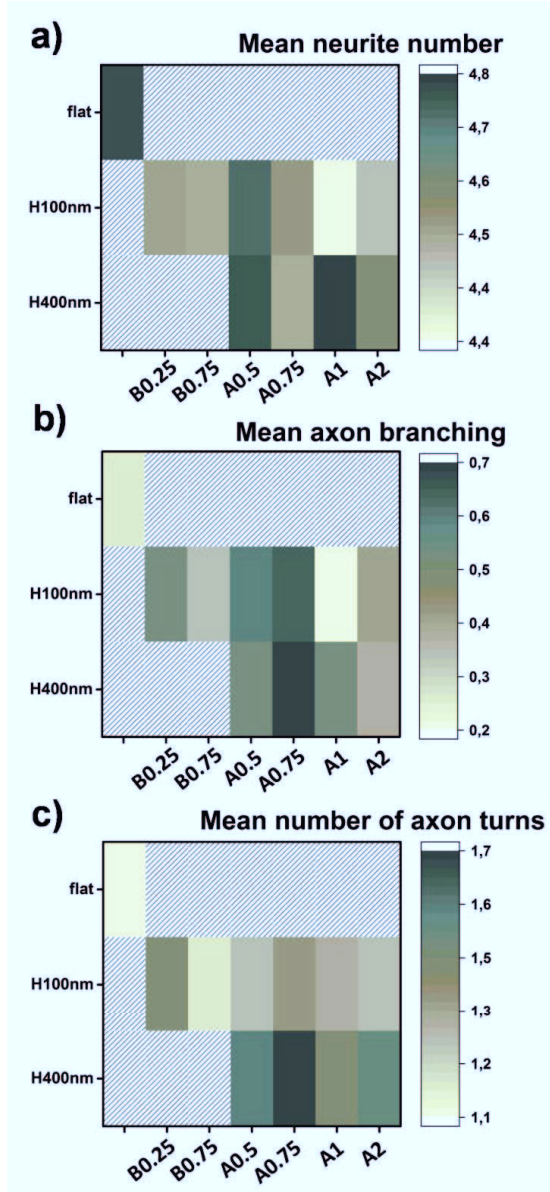 a)
Mean neurite number
flat
H100nm
H400nm
B0.25
B0.75
A0.5
A0.75
A1
A2
4,8
4,7
4,6
4,5
4,4
4,4
b)
Mean axon branching
flat
H100nm
H400nm
B0.25
B0.75
A0.5
A0.75
A1
A2
0,7
0,6
0,5
0,4
0,3
0,2
c)
Mean number of axon turns
flat
H100nm
H400nm
B0.25
B0.75
A0.5
A0.75
A1
A2
1,7
1,6
1,5
1,3
1,2
1,1